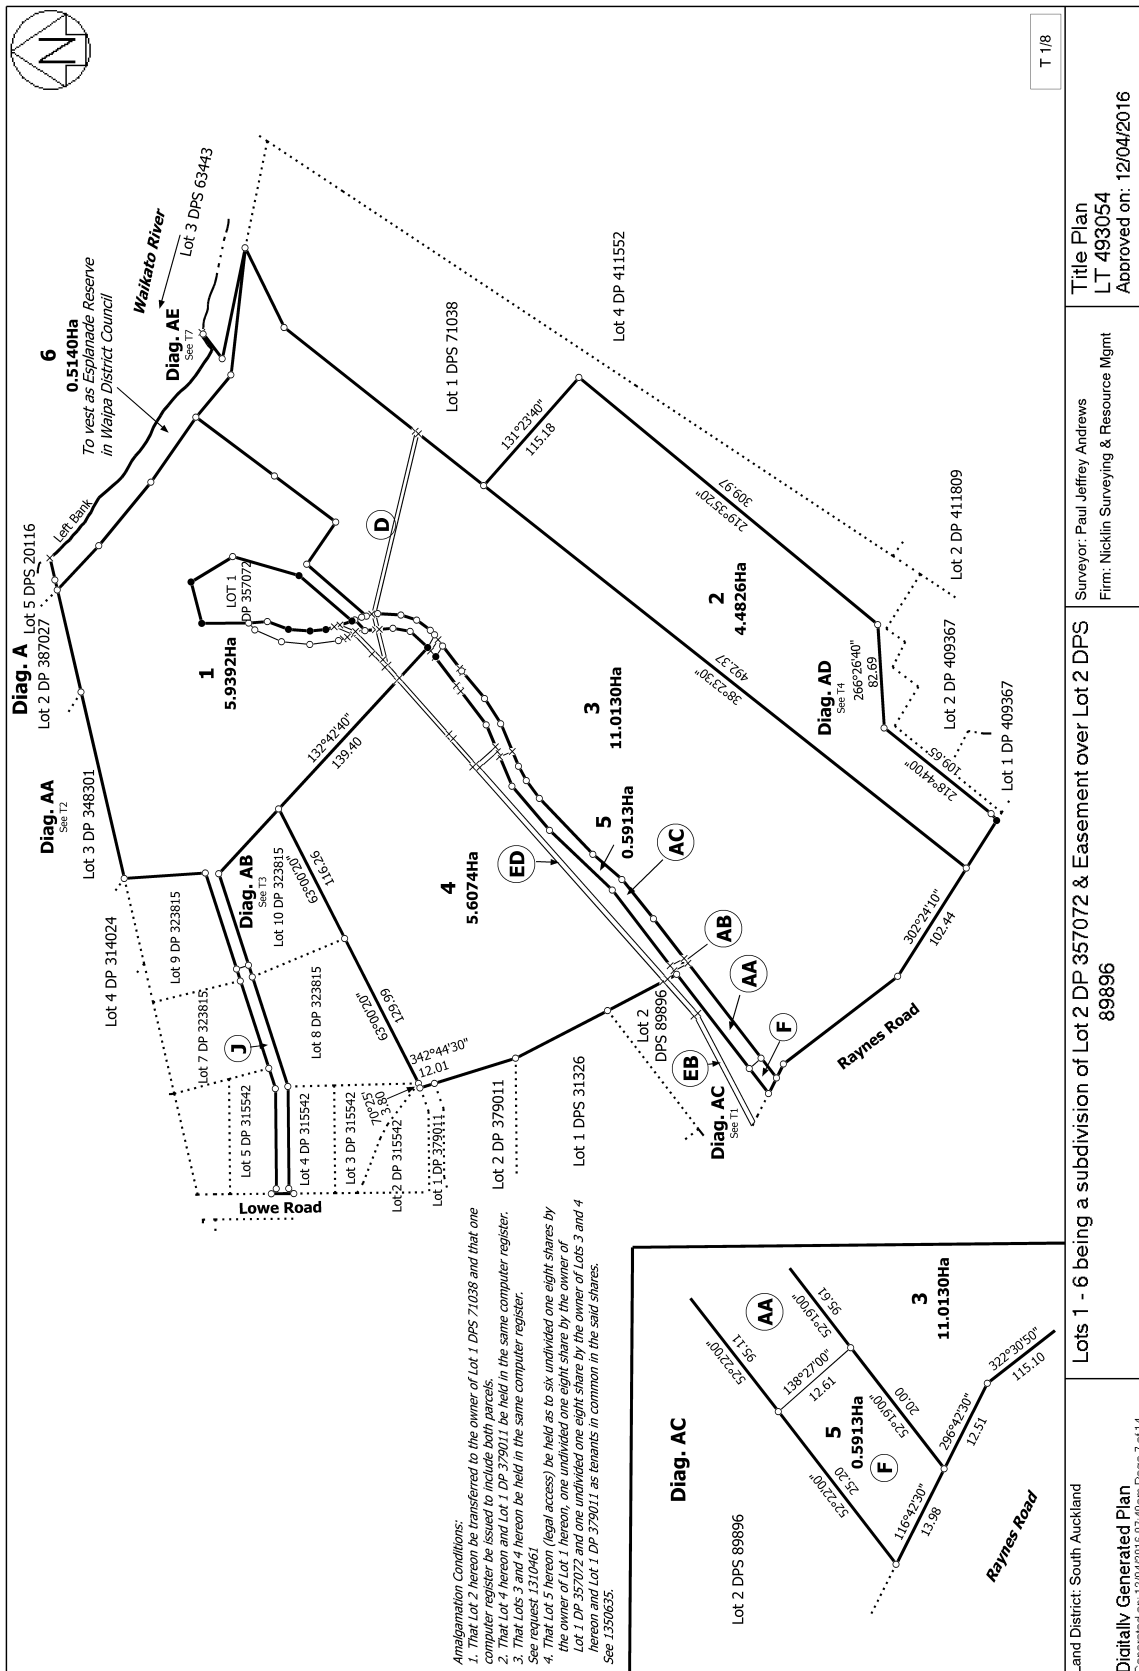 N
T 1/8
Diag. A
Lot 5 DPS 20116
Lot 2 DP 387027
Left Bank
6
0.5140Ha
To vest as Esplanade Reserve
in Waipa District Council
Waikato River
Lot 3 DPS 63443
Diag. AE
See T7
Diag. AA
See T2
Lot 3 DP 348301
Lot 4 DP 314024
1
5.9392Ha
LOT 1
DP 357072
D
Lot 1 DPS 71038
Lot 4 DP 411552
132°42'40"
139.40
131°23'40"
115.18
219°35'20"
309.97
2
4.4826Ha
38°23'30"
492.37
Lot 2 DP 411809
Diag. AD
See T4
266°26'40"
82.69
Lot 2 DP 409367
218°44'00"
109.65
Lot 1 DP 409367
3
11.0130Ha
5
0.5913Ha
AC
ED
4
5.6074Ha
Lot 9 DP 323815
Diag. AB
See T3
Lot 10 DP 323815
63°00'20"
116.26
Lot 7 DP 323815
J
Lot 8 DP 323815
63°00'20"
129.99
342°44'30"
12.01
70°25'
3.80
Lot 5 DP 315542
Lot 4 DP 315542
Lot 3 DP 315542
Lot 2 DP 315542
Lot 1 DP 379011
Lot 2 DP 379011
Lot 1 DPS 31326
Lowe Road
Lot 2
DPS 89896
AB
AA
F
EB
Diag. AC
See T1
302°24'10"
102.44
Raynes Road
Amalgamation Conditions:
1. That Lot 2 hereon be transferred to the owner of Lot 1 DPS 71038 and that one
computer register be issued to include both parcels.
2. That Lot 4 hereon and Lot 1 DP 379011 be held in the same computer register.
3. That Lots 3 and 4 hereon be held in the same computer register.
See request 1310461
4. That Lot 5 hereon (legal access) be held as to six undivided one eight shares by
the owner of Lot 1 hereon, one undivided one eight share by the owner of
Lot 1 DP 357072 and one undivided one eight share by the owner of Lots 3 and 4
hereon and Lot 1 DP 379011 as tenants in common in the said shares.
See 1350635.
Diag. AC
Lot 2 DPS 89896
52°22'00"
95.11
AA
52°19'00"
95.61
138°27'00"
12.61
5
0.5913Ha
F
52°22'00"
25.20
52°19'00"
20.00
116°42'30"
13.98
296°42'30"
12.51
322°30'50"
115.10
3
11.0130Ha
Raynes Road
Land District: South Auckland
Digitally Generated Plan
Generated on: 12/04/2016 07:49am Page 7 of 14
Lots 1 - 6 being a subdivision of Lot 2 DP 357072 & Easement over Lot 2 DPS
89896
Surveyor: Paul Jeffrey Andrews
Firm: Nicklin Surveying & Resource Mgmt
Title Plan
LT 493054
Approved on: 12/04/2016